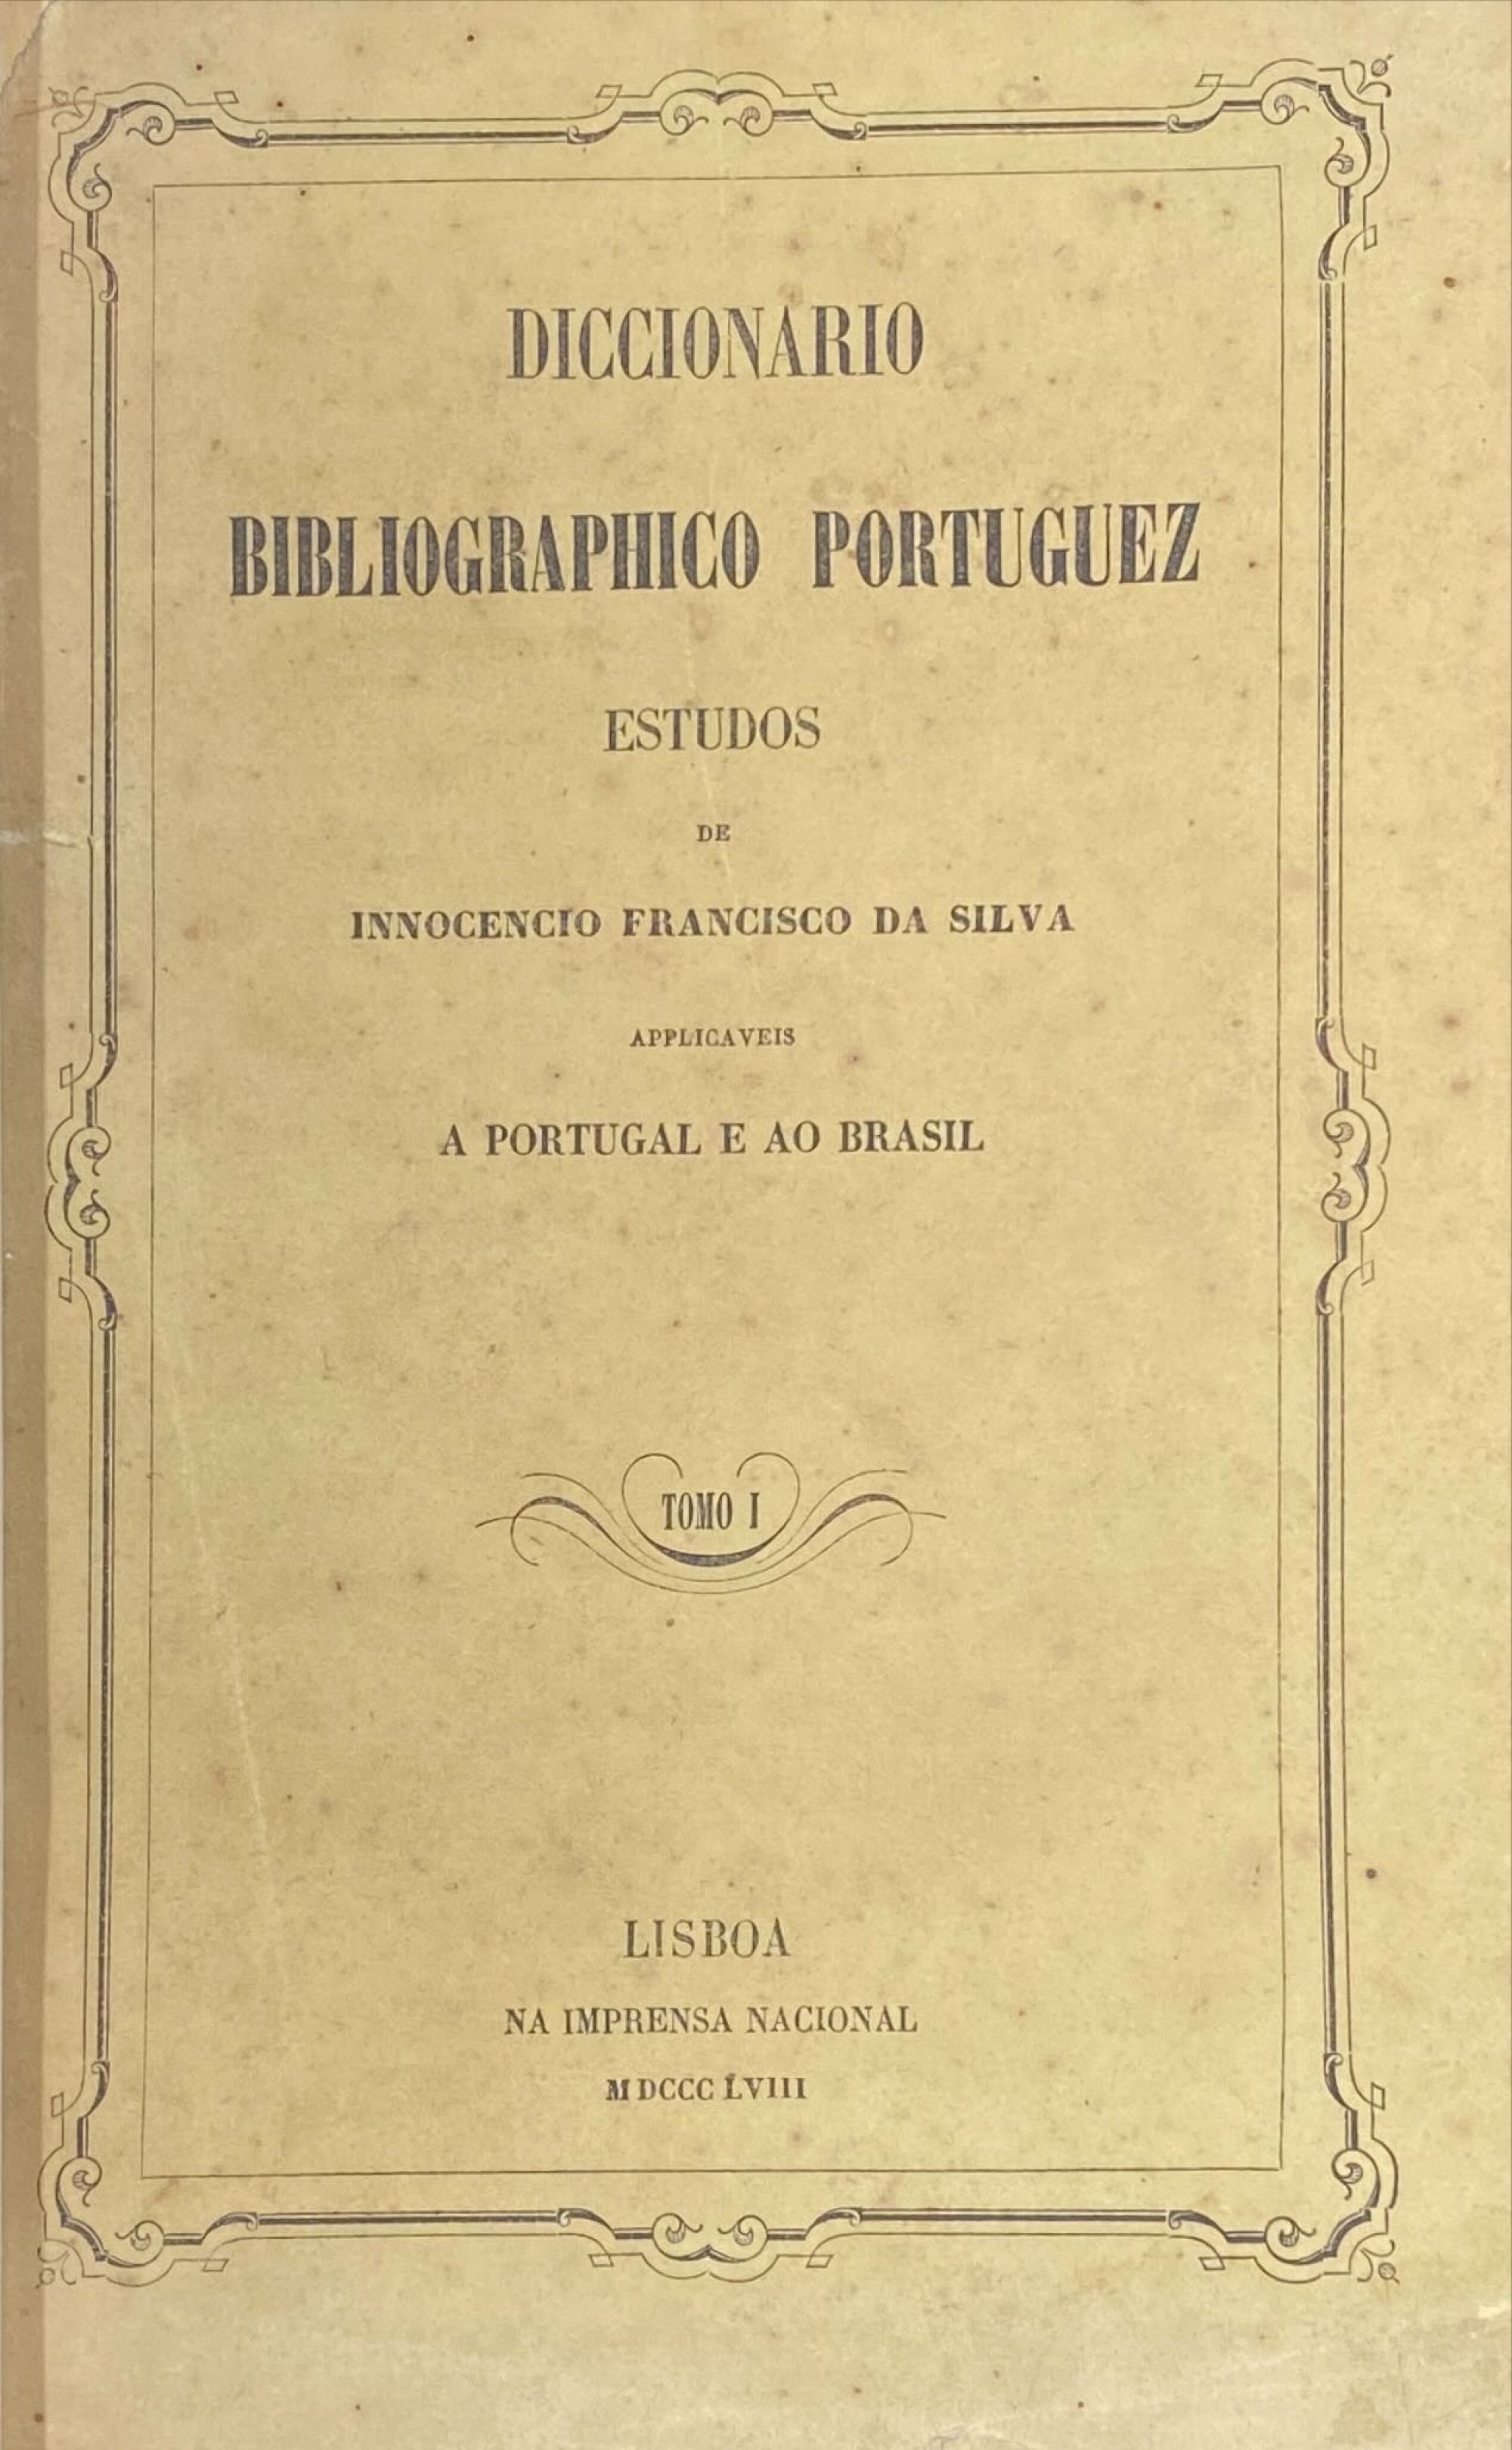 DICCIONARIO
BIBLIOGRAPHICO PORTUGUEZ
ESTUDOS
DE
INNOCENCIO FRANCISCO DA SILVA
APPLICAVEIS
A PORTUGAL E AO BRASIL
TOMO I
LISBOA
NA IMPRENSA NACIONAL
MDCCCLVIII